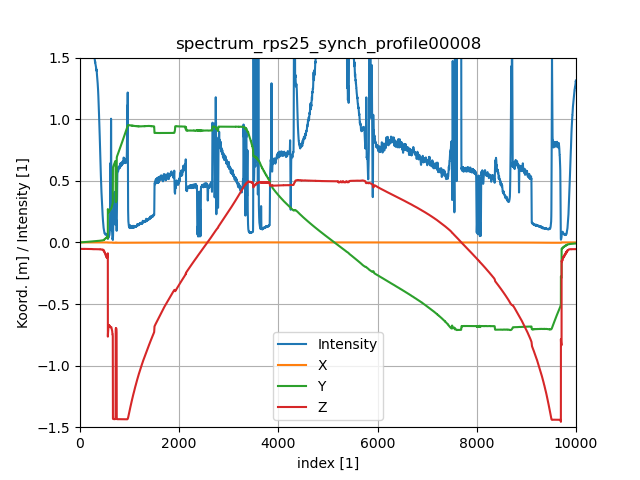 spectrum_rps25_synch_profile00008
Koord. [m] / Intensity [1]
1.5
1.0
0.5
0.0
−0.5
−1.0
−1.5
Intensity
X
Y
Z
0 2000 4000 6000 8000 10000
index [1]